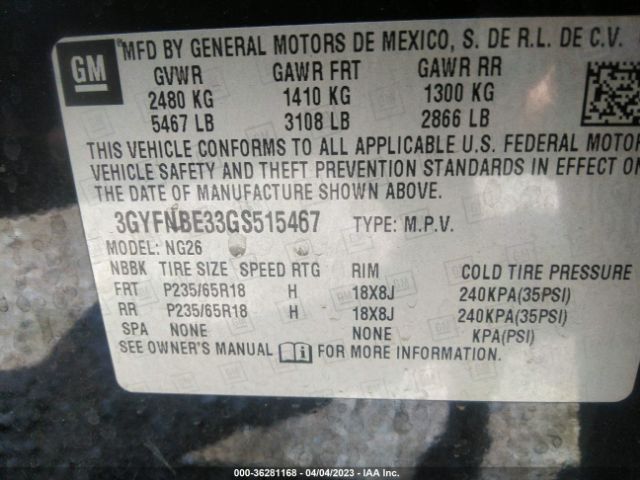 GM
MFD BY GENERAL MOTORS DE MEXICO, S. DE R.L. DE C.V.
GVWR GAWR FRT GAWR RR
2480 KG 1410 KG 1300 KG
5467 LB 3108 LB 2866 LB
THIS VEHICLE CONFORMS TO ALL APPLICABLE U.S. FEDERAL MOTOR
VEHICLE SAFETY AND THEFT PREVENTION STANDARDS IN EFFECT ON
THE DATE OF MANUFACTURE SHOWN ABOVE.
3GYFNBE33GS515467 TYPE: M.P.V.
MODEL: NG26
NBBK TIRE SIZE SPEED RTG RIM COLD TIRE PRESSURE
FRT P235/65R18 H 18X8J 240KPA(35PSI)
RR P235/65R18 H 18X8J 240KPA(35PSI)
SPA NONE NONE KPA(PSI)
SEE OWNER'S MANUAL FOR MORE INFORMATION.
000-36281168 - 04/04/2023 - IAA Inc.